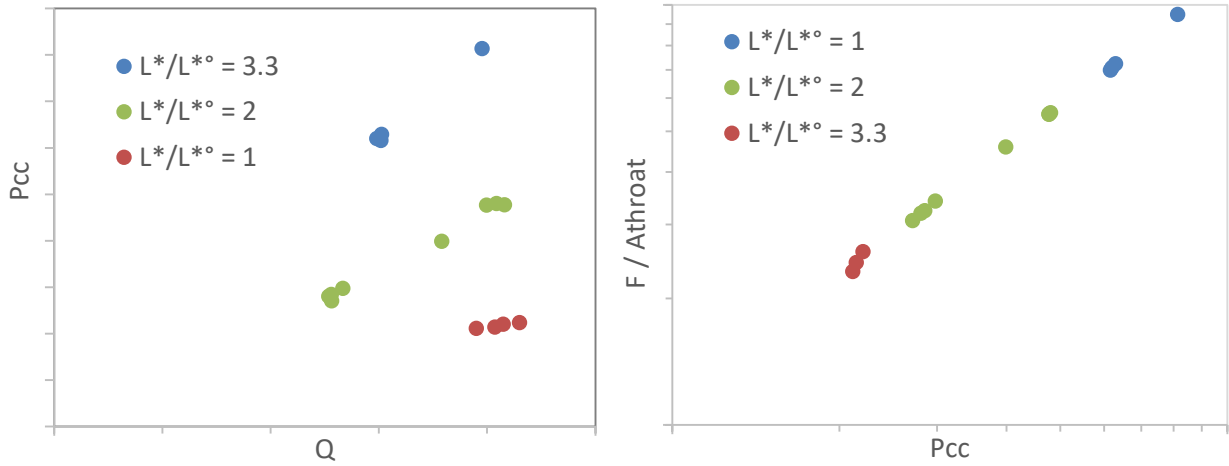 L*/L*° = 3.3
L*/L*° = 2
L*/L*° = 1
Pcc
Q
L*/L*° = 1
L*/L*° = 2
L*/L*° = 3.3
F / Athroat
Pcc